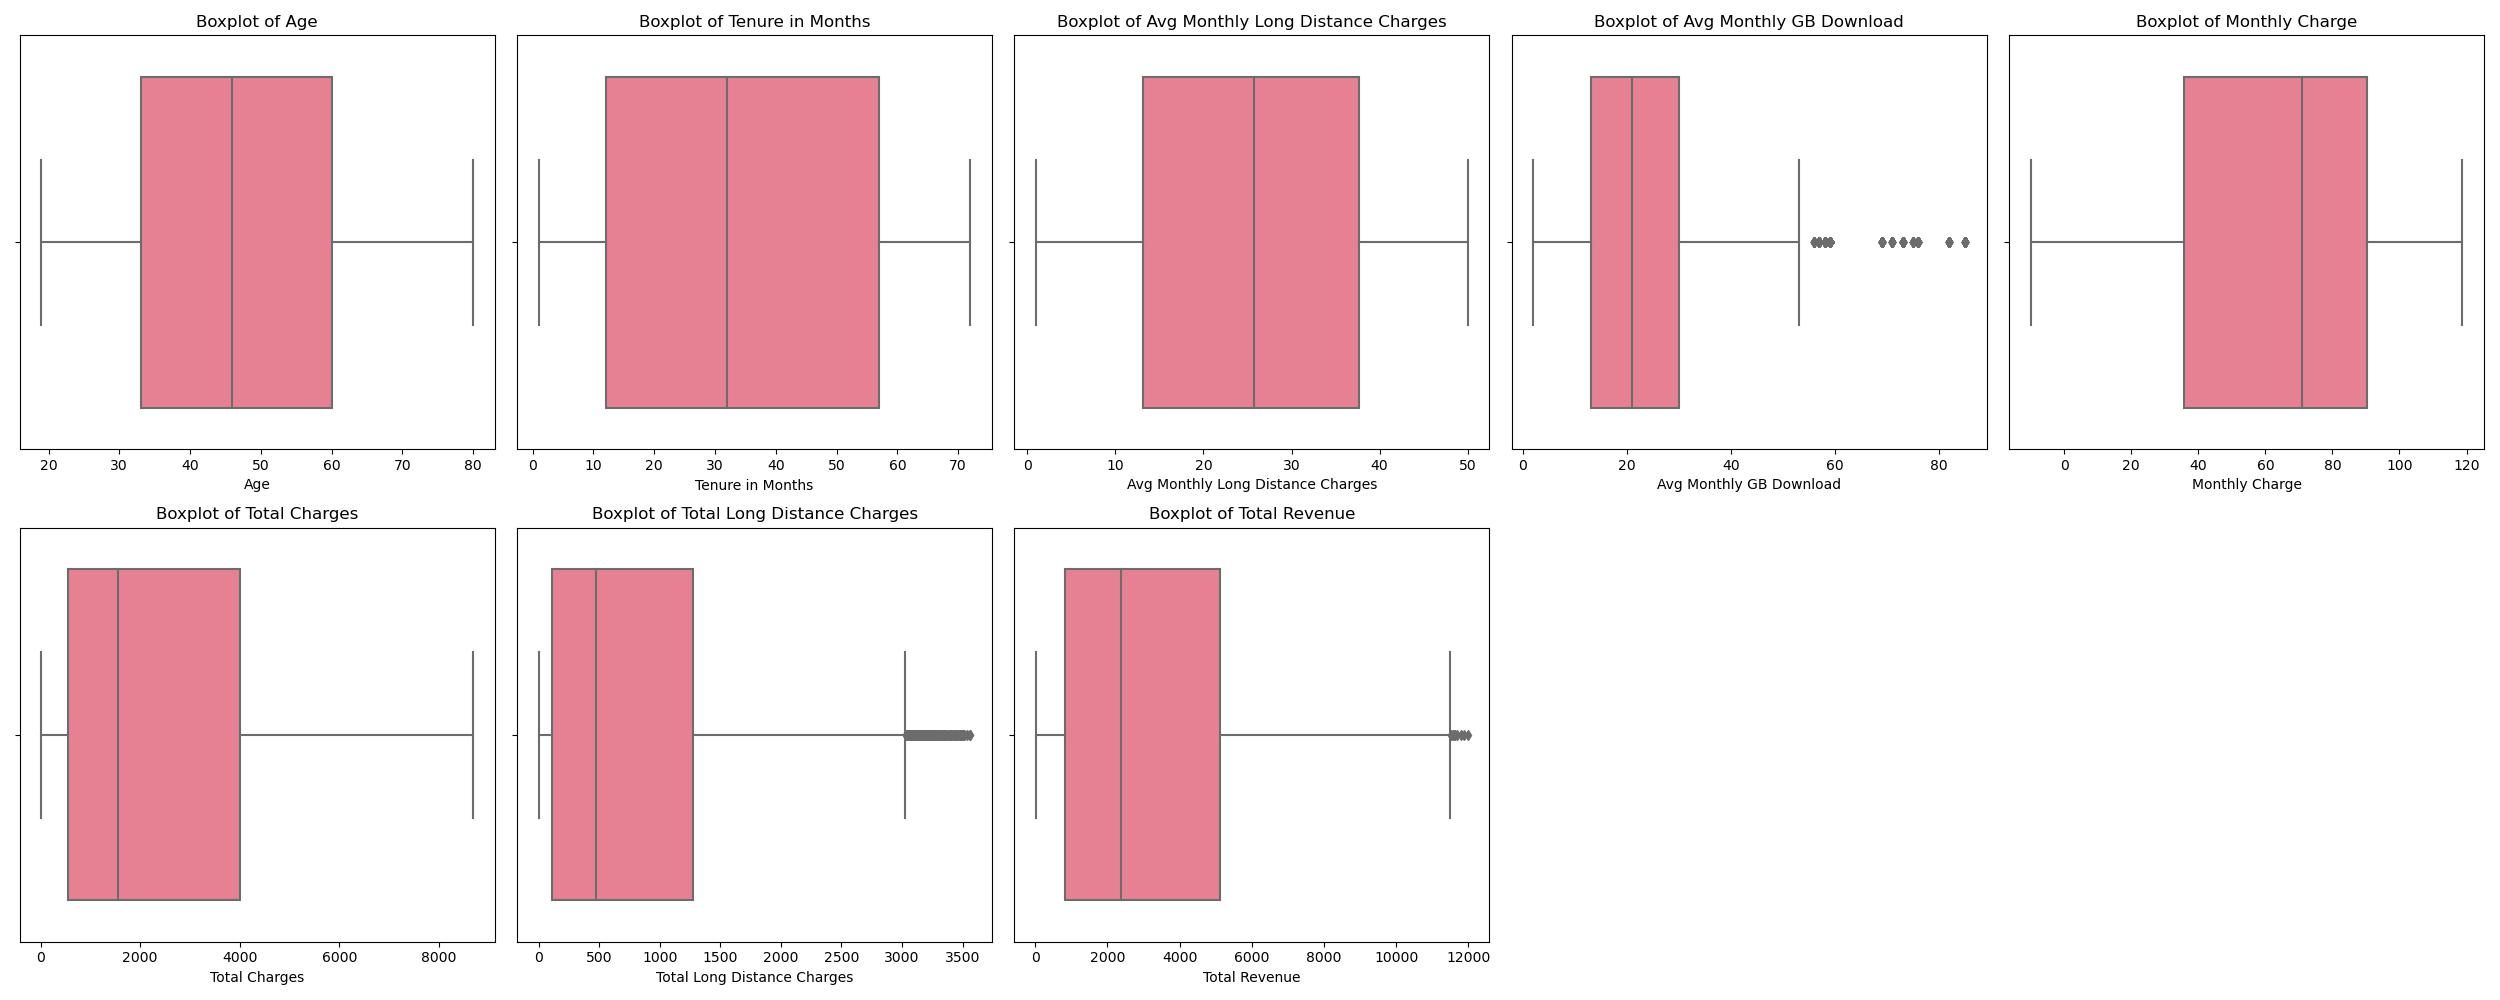 Boxplot of Age
20 30 40 50 60 70 80
Age
Boxplot of Tenure in Months
0 10 20 30 40 50 60 70
Tenure in Months
Boxplot of Avg Monthly Long Distance Charges
0 10 20 30 40 50
Avg Monthly Long Distance Charges
Boxplot of Avg Monthly GB Download
0 20 40 60 80
Avg Monthly GB Download
Boxplot of Monthly Charge
0 20 40 60 80 100 120
Monthly Charge
Boxplot of Total Charges
0 2000 4000 6000 8000
Total Charges
Boxplot of Total Long Distance Charges
0 500 1000 1500 2000 2500 3000 3500
Total Long Distance Charges
Boxplot of Total Revenue
0 2000 4000 6000 8000 10000 12000
Total Revenue